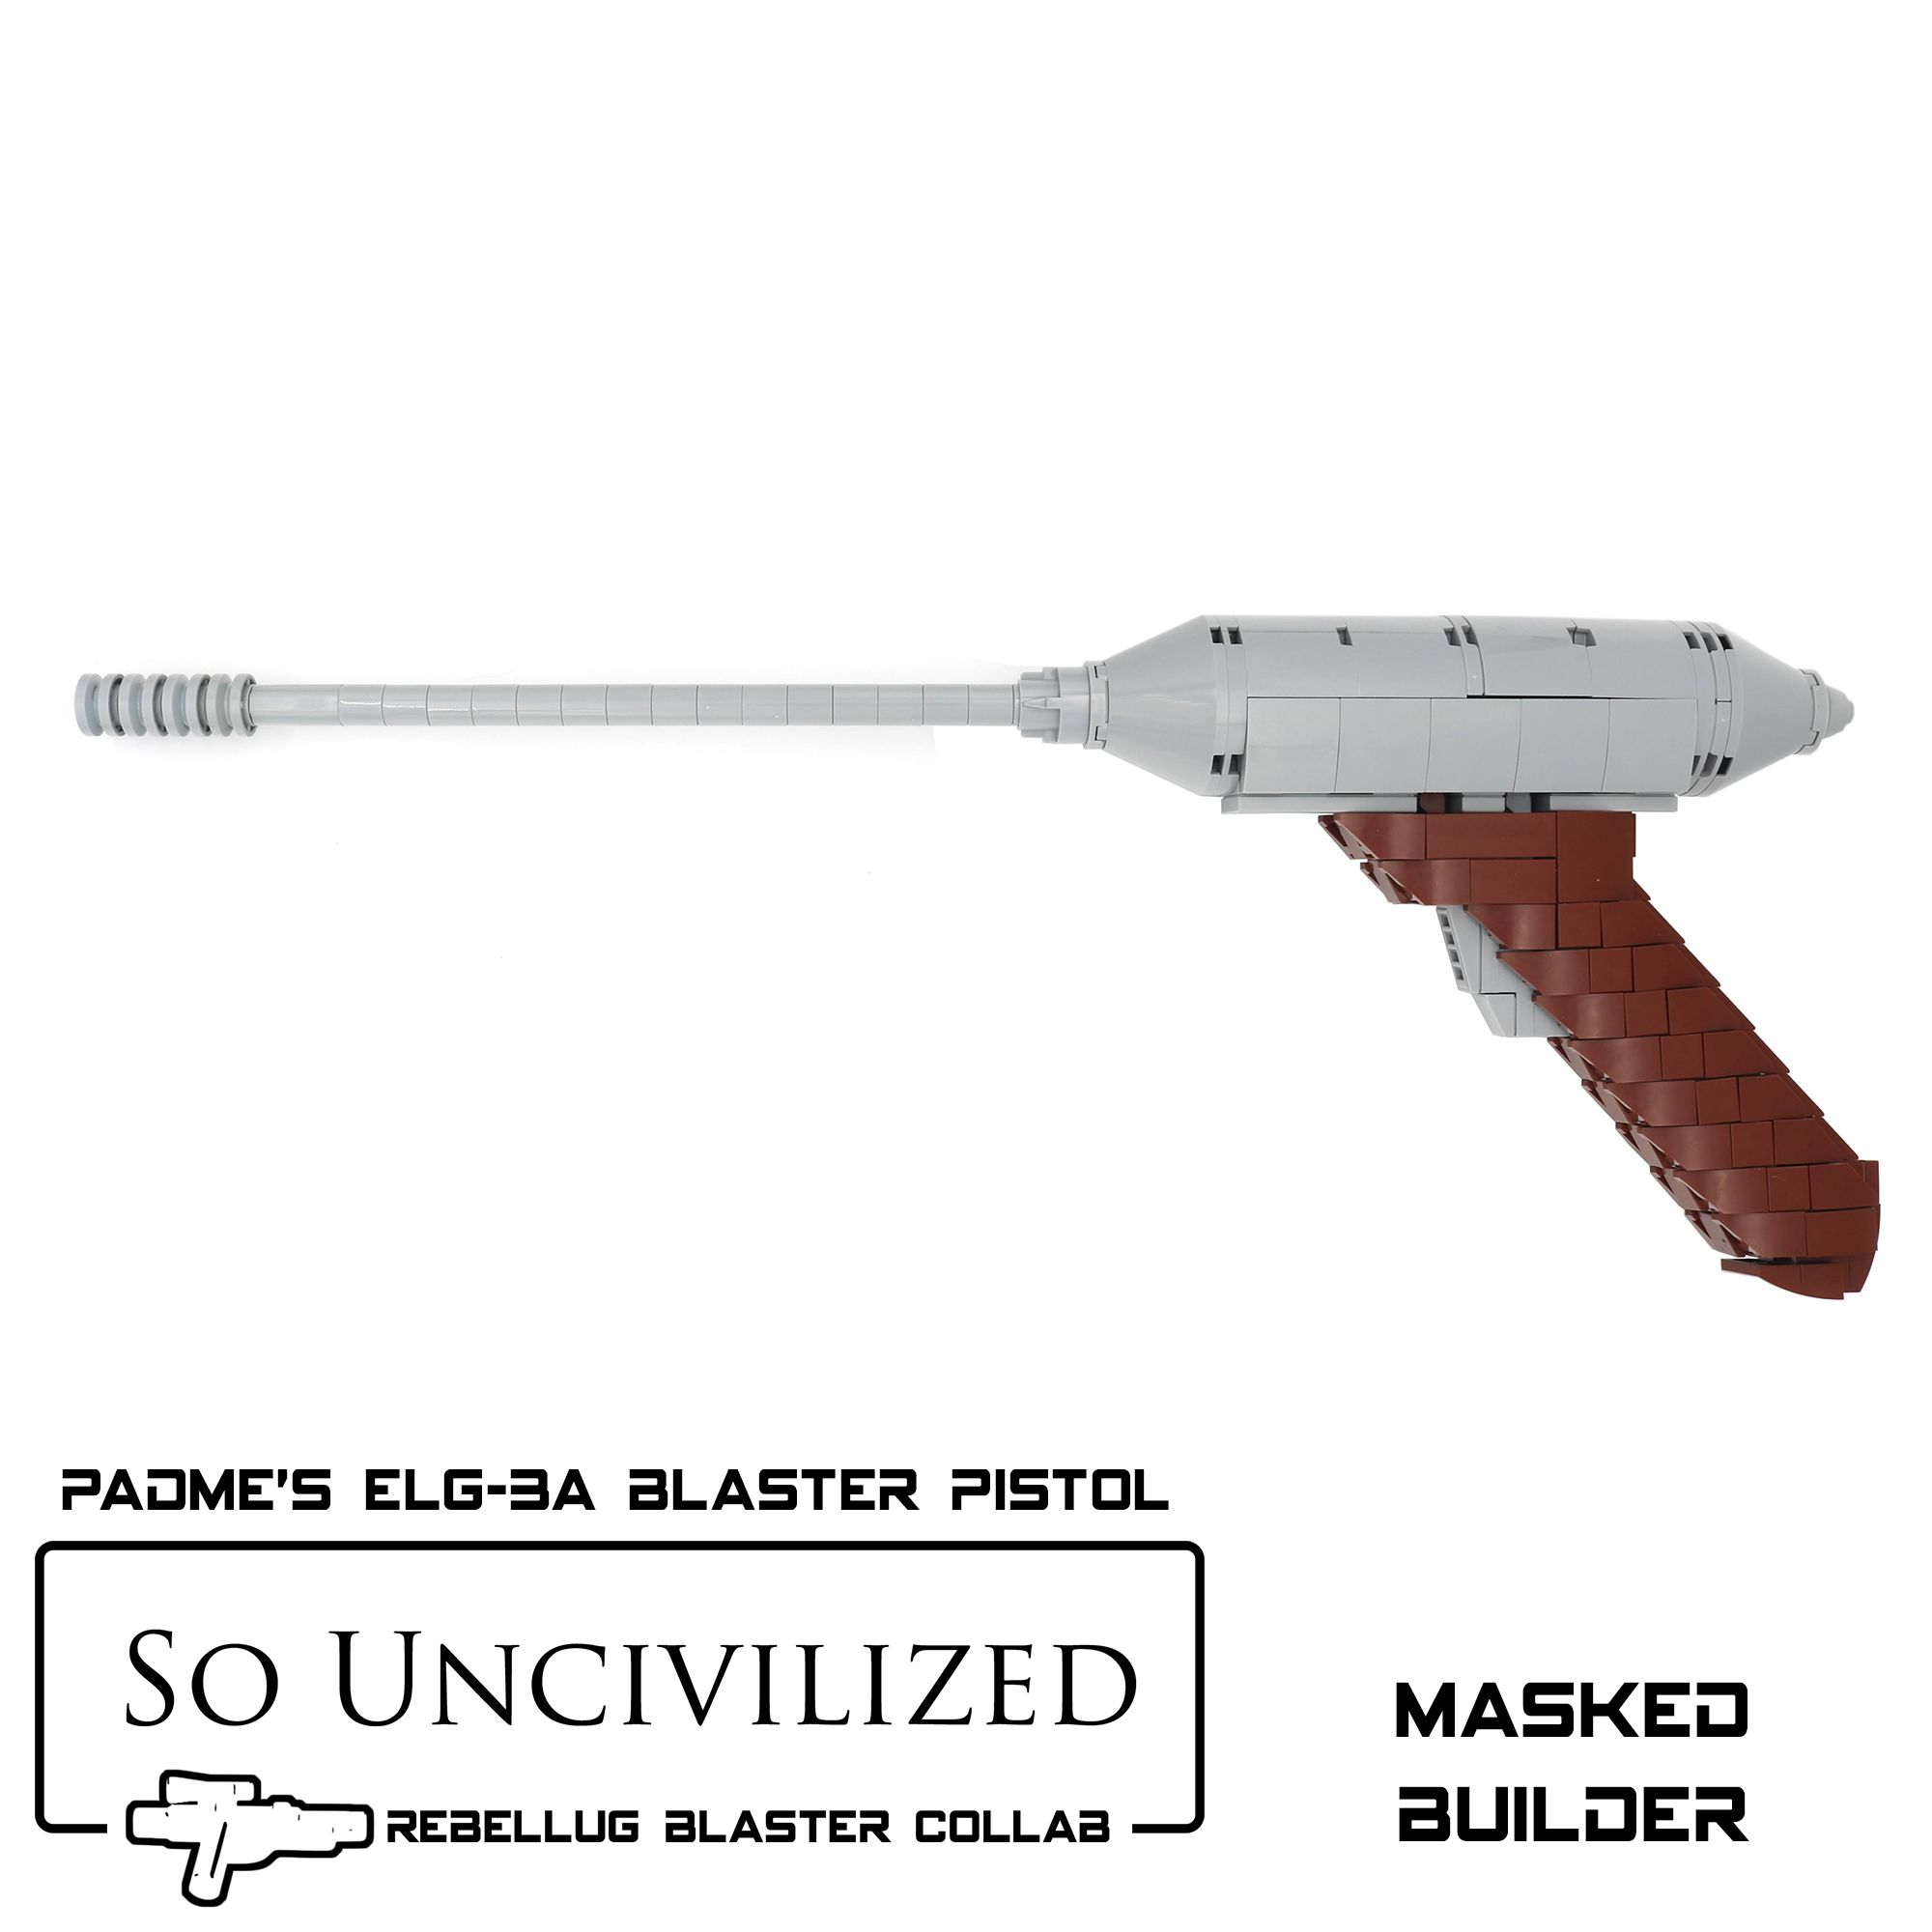 PADME'S ELG-3A BLASTER PISTOL
SO UNCIVILIZED
REBELLUG BLASTER COLLAB
MASKED
BUILDER